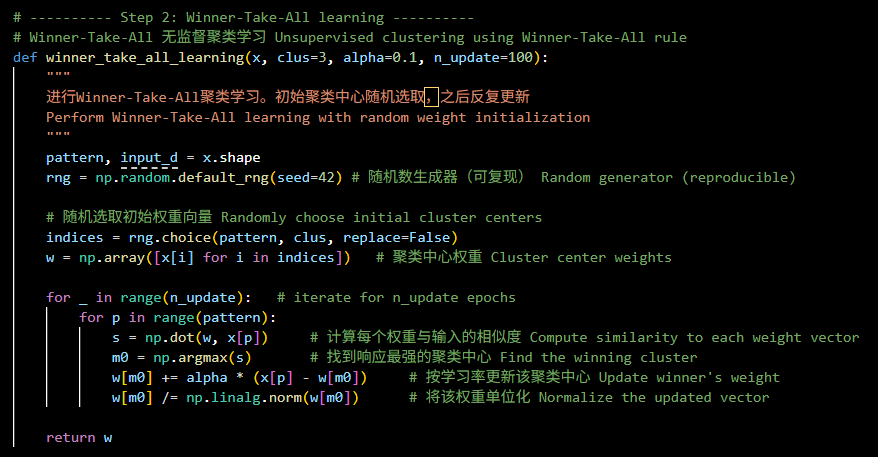 # ---------- Step 2: Winner-Take-All learning ----------
# Winner-Take-All 无监督聚类学习 Unsupervised clustering using Winner-Take-All rule
def winner_take_all_learning(x, clus=3, alpha=0.1, n_update=100):
    """
    进行Winner-Take-All聚类学习。初始聚类中心随机选取，之后反复更新
    Perform Winner-Take-All learning with random weight initialization
    """
    pattern, input_d = x.shape
    rng = np.random.default_rng(seed=42) # 随机数生成器（可复现） Random generator (reproducible)
    # 随机选取初始权重向量 Randomly choose initial cluster centers
    indices = rng.choice(pattern, clus, replace=False)
    w = np.array([x[i] for i in indices])   # 聚类中心权重 Cluster center weights
    for _ in range(n_update):   # iterate for n_update epochs
        for p in range(pattern):
            s = np.dot(w, x[p])     # 计算每个权重与输入的相似度 Compute similarity to each weight vector
            m0 = np.argmax(s)       # 找到响应最强的聚类中心 Find the winning cluster
            w[m0] += alpha * (x[p] - w[m0])     # 按学习率更新该聚类中心 Update winner's weight
            w[m0] /= np.linalg.norm(w[m0])      # 将该权重单位化 Normalize the updated vector
    return w